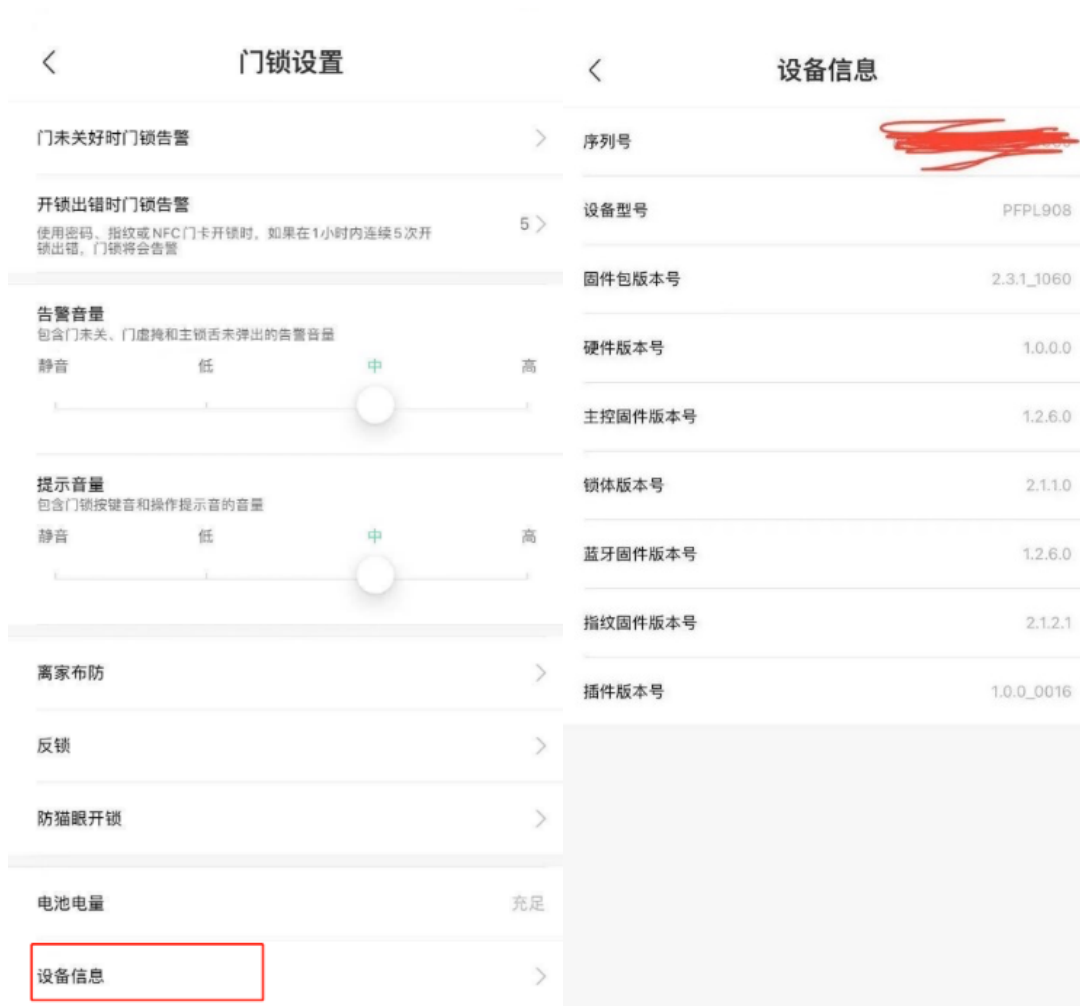 门锁设置
门未关好时门锁告警
开锁出错时门锁告警
使用密码、指纹或NFC门卡开锁时，如果在1小时内连续5次开
锁出错，门锁将会告警
5
告警音量
包含门未关、门虚掩和主锁舌未弹出的告警音量
静音 低 中 高
提示音量
包含门锁按键音和操作提示音的音量
静音 低 中 高
离家布防
反锁
防猫眼开锁
电池电量 充足
设备信息
设备信息
序列号
设备型号 PFPL908
固件包版本号 2.3.1_1060
硬件版本号 1.0.0.0
主控固件版本号 1.2.6.0
锁体版本号 2.1.1.0
蓝牙固件版本号 1.2.6.0
指纹固件版本号 2.1.2.1
插件版本号 1.0.0_0016